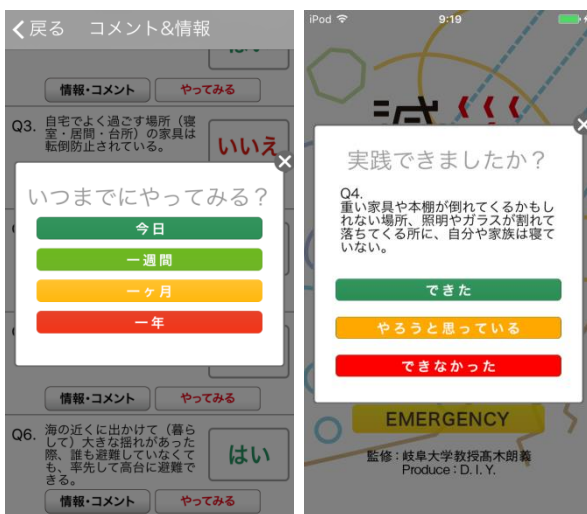 戻る コメント&情報
はい
情報・コメント やってみる
Q3. 自宅でよく過ごす場所（寝
室・居間・台所）の家具は
転倒防止されている。
いいえ
いつまでにやってみる？
今日
一週間
一ヶ月
一年
情報・コメント やってみる
Q6. 海の近くに出かけて（暮ら
して）大きな揺れがあった
際、誰も避難していなくて
も、率先して高台に避難で
きる。
はい
情報・コメント やってみる
iPod 9:19
実践できましたか？
Q4.
重い家具や本棚が倒れてくるかもし
れない場所、照明やガラスが割れて
落ちてくる所に、自分や家族は寝て
いない。
できた
やろうと思っている
できなかった
EMERGENCY
監修：岐阜大学教授髙木朗義
Produce：D. I. Y.